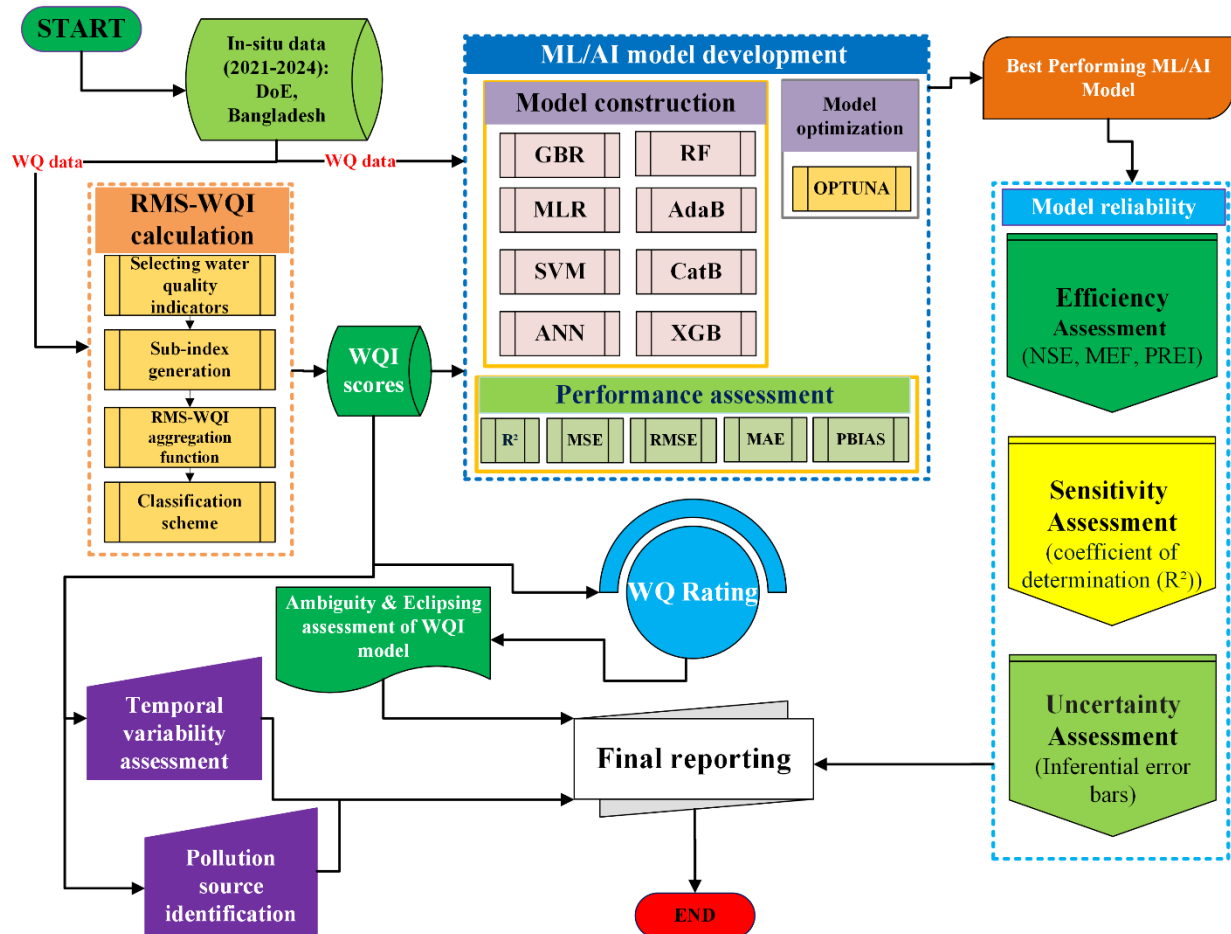 START
In-situ data
(2021-2024):
DoE,
Bangladesh
WQ data
WQ data
RMS-WQI
calculation
Selecting water
quality
indicators
Sub-index
generation
RMS-WQI
aggregation
function
Classification
scheme
WQI
scores
ML/AI model development
Model construction
GBR
RF
MLR
AdaB
SVM
CatB
ANN
XGB
Model
optimization
OPTUNA
Performance assessment
R²
MSE
RMSE
MAE
PBIAS
Best Performing ML/AI
Model
Model reliability
Efficiency
Assessment
(NSE, MEF, PREI)
Sensitivity
Assessment
(coefficient of
determination (R²))
Uncertainty
Assessment
(Inferential error
bars)
WQ Rating
Ambiguity & Eclipsing
assessment of WQI
model
Temporal
variability
assessment
Pollution
source
identification
Final reporting
END